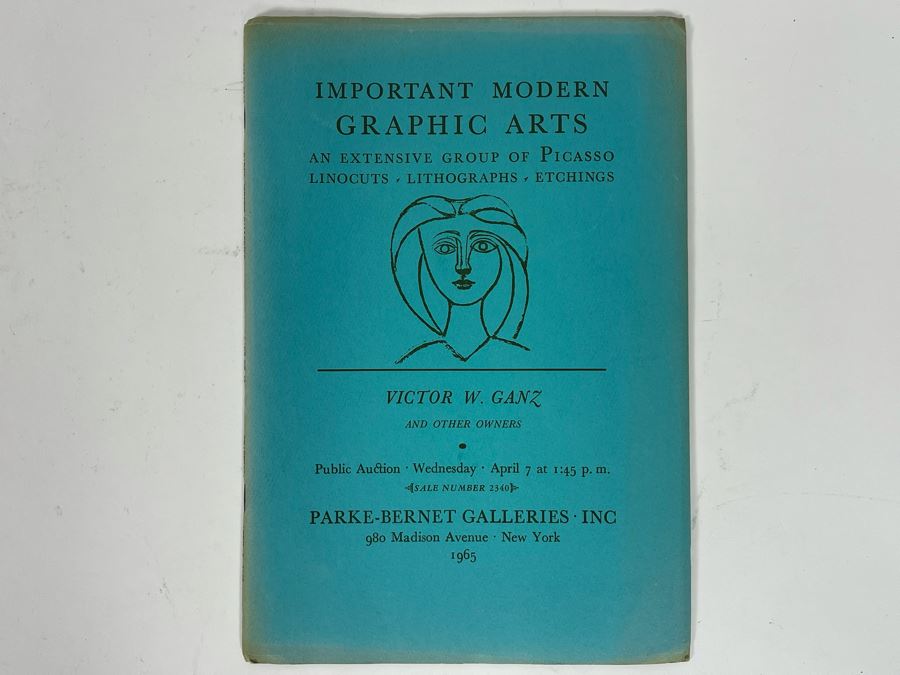 IMPORTANT MODERN
GRAPHIC ARTS
AN EXTENSIVE GROUP OF PICASSO
LINOCUTS · LITHOGRAPHS · ETCHINGS
VICTOR W. GANZ
AND OTHER OWNERS
Public Auction · Wednesday · April 7 at 1:45 p. m.
SALE NUMBER 2340
PARKE-BERNET GALLERIES · INC
980 Madison Avenue · New York
1965